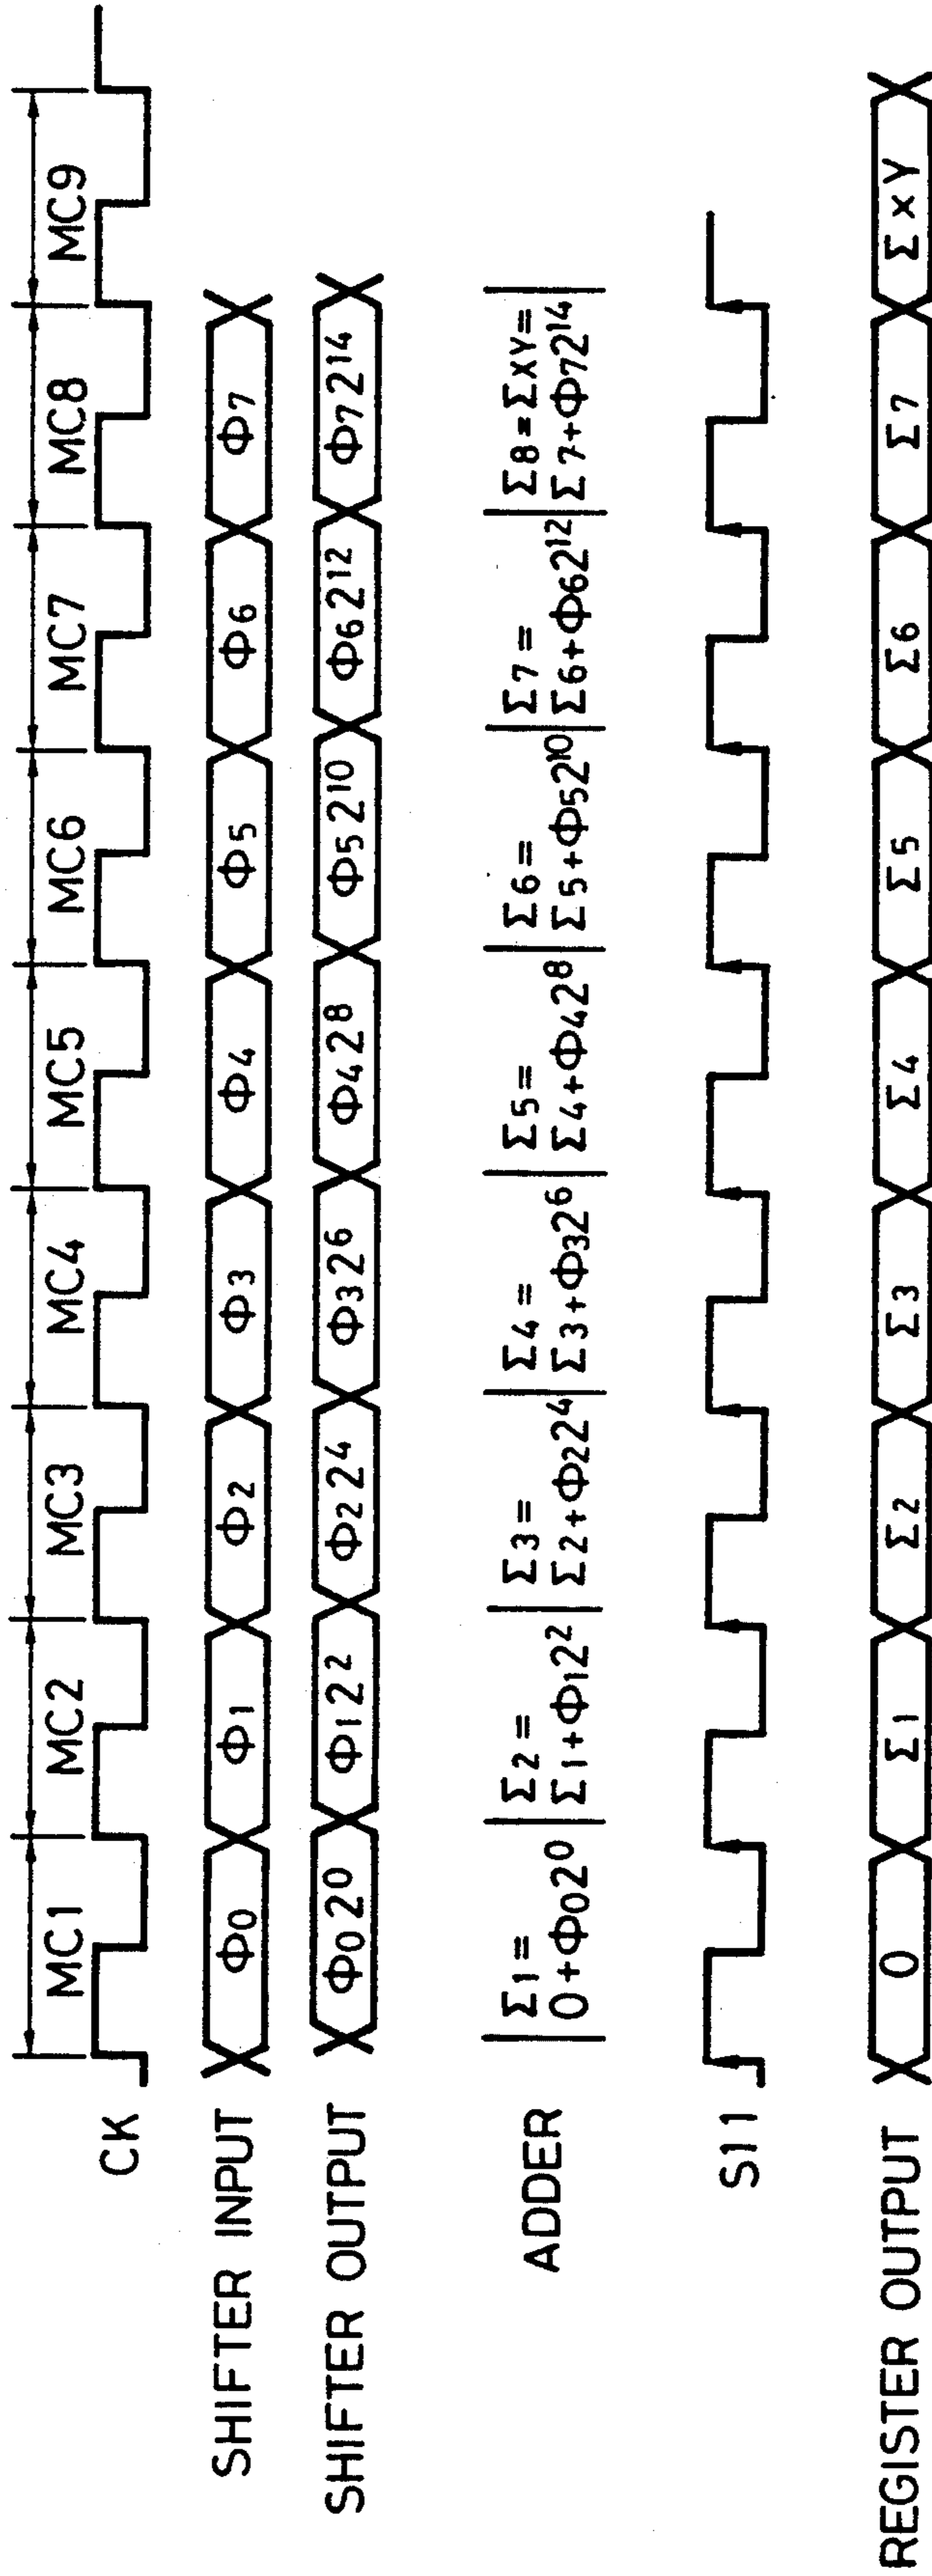 MC1 MC2 MC3 MC4 MC5 MC6 MC7 MC8 MC9
CK
SHIFTER INPUT Φ0 Φ1 Φ2 Φ3 Φ4 Φ5 Φ6 Φ7
SHIFTER OUTPUT Φ02⁰ Φ12² Φ22⁴ Φ32⁶ Φ42⁸ Φ52¹⁰ Φ62¹² Φ72¹⁴
Σ1= Σ2= Σ3= Σ4= Σ5= Σ6= Σ7= Σ8=ΣXY=
ADDER 0+Φ02⁰ Σ1+Φ12² Σ2+Φ22⁴ Σ3+Φ32⁶ Σ4+Φ42⁸ Σ5+Φ52¹⁰ Σ6+Φ62¹² Σ7+Φ72¹⁴
S11
REGISTER OUTPUT 0 Σ1 Σ2 Σ3 Σ4 Σ5 Σ6 Σ7 ΣXY